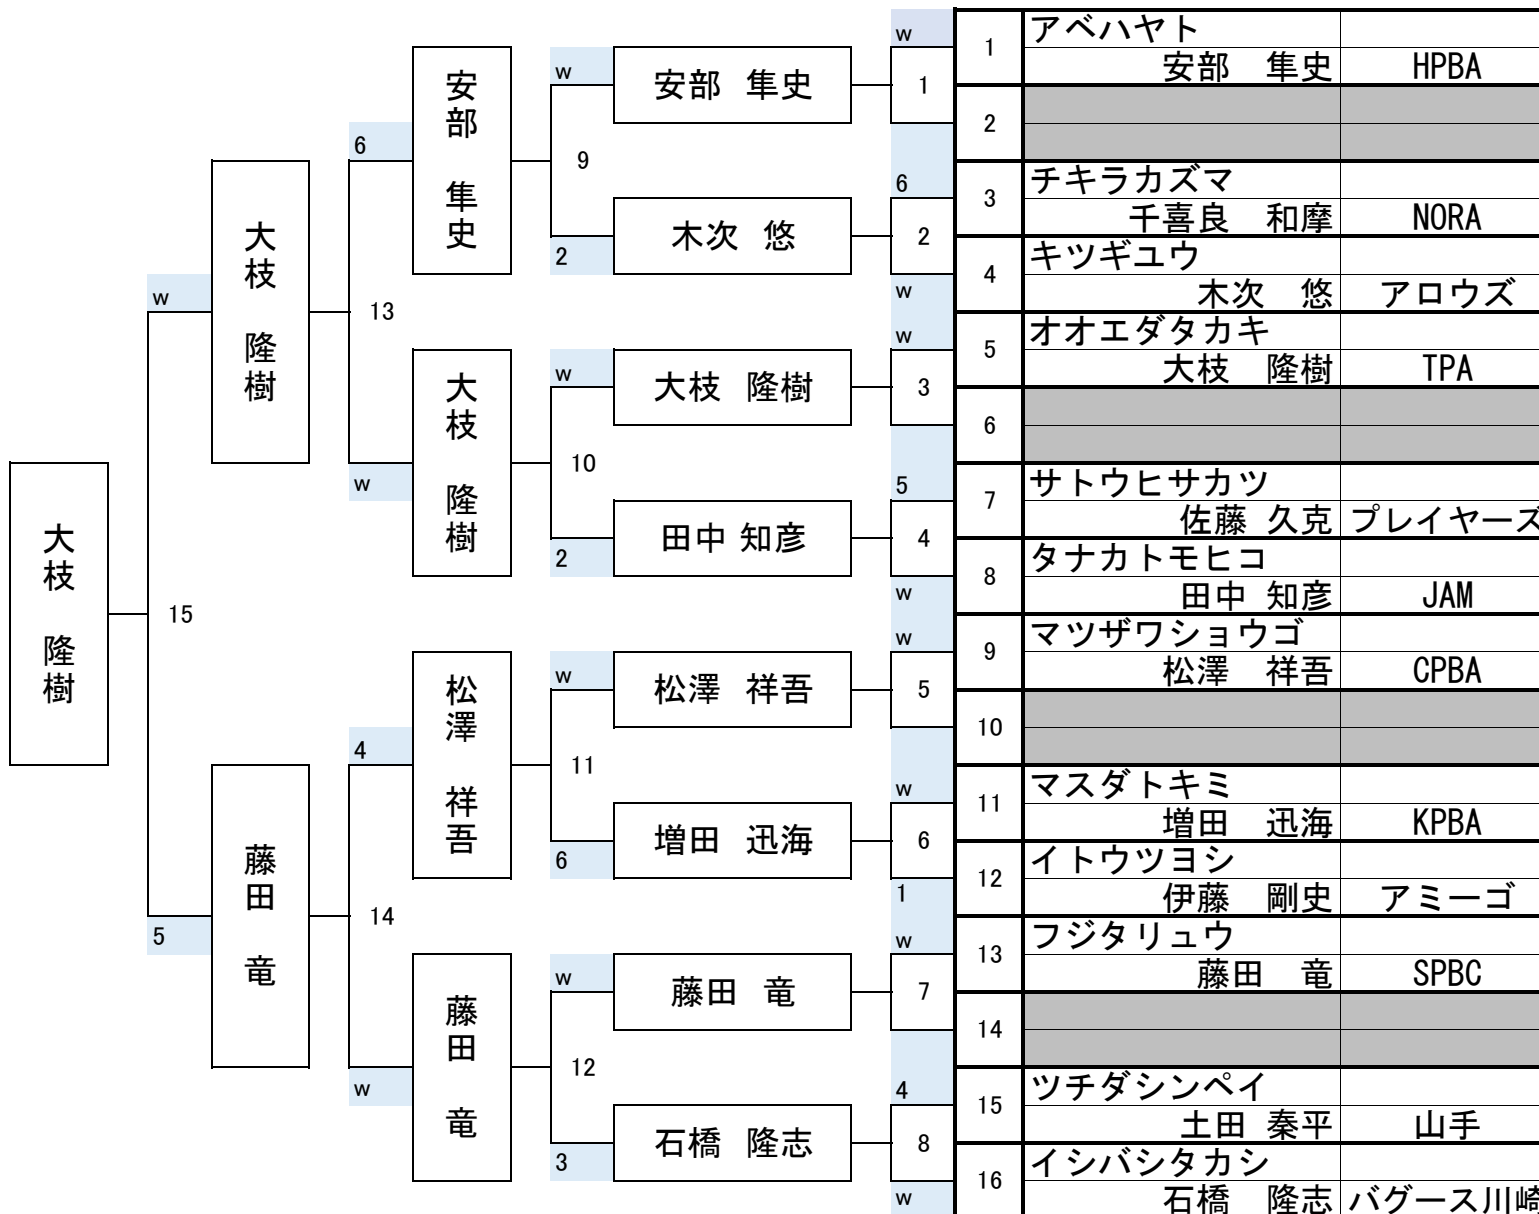 w
1
アベハヤト
安部 隼史 HPBA
1
安部 隼史
w
安部 隼史
2
9
6
6
3
チキラカズマ
千喜良 和摩 NORA
2
木次 悠
2
4
キツギユウ
木次 悠 アロウズ
w
大枝 隆樹
13
w
w
5
オオエダタカキ
大枝 隆樹 TPA
3
大枝 隆樹
w
大枝 隆樹
6
10
w
5
7
サトウヒサカツ
佐藤 久克 プレイヤーズ
4
田中 知彦
2
8
タナカトモヒコ
田中 知彦 JAM
w
大枝 隆樹
15
w
9
マツザワショウゴ
松澤 祥吾 CPBA
5
松澤 祥吾
w
松澤 祥吾
10
11
4
w
11
マスダトキミ
増田 迅海 KPBA
6
増田 迅海
6
12
イトウツヨシ
伊藤 剛史 アミーゴ
1
藤田 竜
14
5
w
13
フジタリュウ
藤田 竜 SPBC
7
藤田 竜
w
藤田 竜
14
12
w
4
15
ツチダシンペイ
土田 秦平 山手
8
石橋 隆志
3
16
イシバシタカシ
石橋 隆志 バグース川崎
w